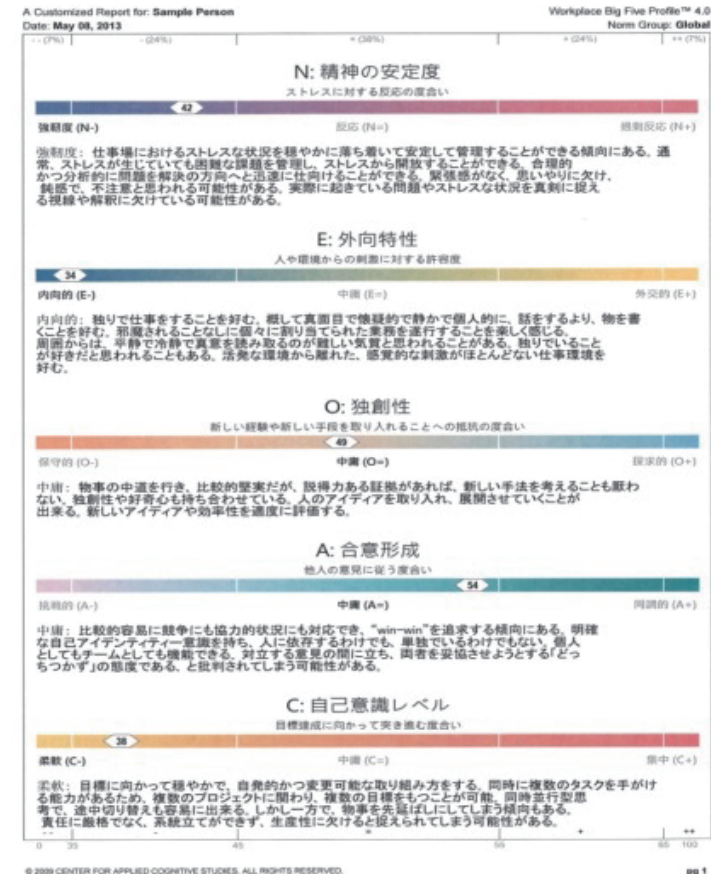 A Customized Report for: Sample Person
Workplace Big Five Profile™ 4.0
Date: May 08, 2013
Norm Group: Global
-- (7%)
- (24%)
= (38%)
+ (24%)
++ (7%)
N: 精神の安定度
ストレスに対する反応の度合い
42
強靭度 (N-)
反応 (N=)
過剰反応 (N+)
強靭度: 仕事場におけるストレスな状況を穏やかに落ち着いて安定して管理することができる傾向にある。通
常、ストレスが生じていても困難な課題を管理し、ストレスから開放することができる。合理的
かつ分析的に問題を解決の方向へと迅速に仕向けることができる。緊張感がなく、思いやりに欠け、
鈍感で、不注意と思われる可能性がある。実際に起きている問題やストレスな状況を真剣に捉え
る視線や解釈に欠けている可能性がある。
E: 外向特性
人や環境からの刺激に対する許容度
34
内向的 (E-)
中庸 (E=)
外交的 (E+)
内向的: 独りで仕事をすることを好む。概して真面目で懐疑的で静かで個人的に、話をするより、物を書
くことを好む。邪魔されることなしに個々に割り当てられた業務を遂行することを楽しく感じる。
周囲からは、平静で冷静で真意を読み取るのが難しい気質と思われることがある。独りでいること
が好きだと思われることもある。活発な環境から離れた、感覚的な刺激がほとんどない仕事環境を
好む。
O: 独創性
新しい経験や新しい手段を取り入れることへの抵抗の度合い
49
保守的 (O-)
中庸 (O=)
探求的 (O+)
中庸: 物事の中道を行き、比較的堅実だが、説得力ある証拠があれば、新しい手法を考えることも厭わ
ない。独創性や好奇心も持ち合わせている。人のアイディアを取り入れ、展開させていくことが
出来る。新しいアイディアや効率性を適度に評価する。
A: 合意形成
他人の意見に従う度合い
54
挑戦的 (A-)
中庸 (A=)
同調的 (A+)
中庸: 比較的容易に競争にも協力的状況にも対応でき、"win-win"を追求する傾向にある。明確
な自己アイデンティティー意識を持ち、人に依存するわけでも、単独でいるわけでもない。個人
としてもチームとしても機能できる。対立する意見の間に立ち、両者を妥協させようとする「どっ
ちつかず」の態度である、と批判されてしまう可能性がある。
C: 自己意識レベル
目標達成に向かって突き進む度合い
38
柔軟 (C-)
中庸 (C=)
集中 (C+)
柔軟: 目標に向かって穏やかで、自発的かつ変更可能な取り組み方をする。同時に複数のタスクを手がけ
る能力があるため、複数のプロジェクトに関わり、複数の目標をもつことが可能。同時並行型思
考で、途中切り替えも容易に出来る。しかし一方で、物事を先延ばしにしてしまう傾向もある。
責任に厳格でなく、系統立てができず、生産性に欠けると捉えられてしまう可能性がある。
--
-
=
+
++
0
35
45
55
65
100
© 2009 CENTER FOR APPLIED COGNITIVE STUDIES. ALL RIGHTS RESERVED.
pg 1